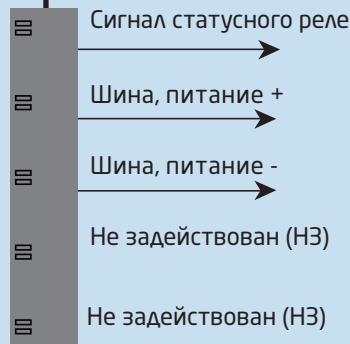 Сигнал статусного реле
Шина, питание +
Шина, питание -
Не задействован (НЗ)
Не задействован (НЗ)